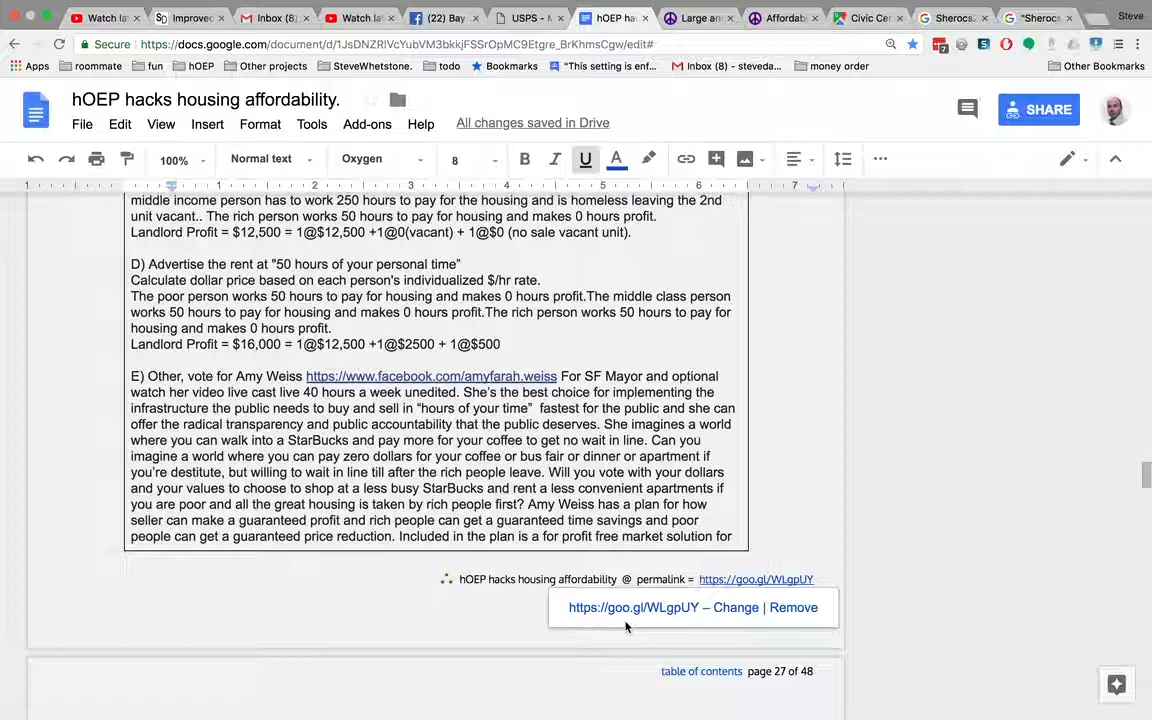 Watch la
Improve
Inbox (8)
Watch la
(22) Bay
USPS - M
hOEP hac
Large an
Affordab
Civic Cen
Sherocs
"Sherocs
Steve
Secure
https://docs.google.com/document/d/1JsDNZRlVcYubVM3bkkjFSSrOpMC9Etgre_BrKhmsCgw/edit#
Apps
roommate
fun
hOEP
Other projects
SteveWhetstone.
todo
Bookmarks
"This setting is enf...
Inbox (8) - steveda...
money order
Other Bookmarks
hOEP hacks housing affordability.
File Edit View Insert Format Tools Add-ons Help All changes saved in Drive
SHARE
100% Normal text Oxygen 8 B I U A
1 1 2 3 4 5 6 7
middle income person has to work 250 hours to pay for the housing and is homeless leaving the 2nd
unit vacant.. The rich person works 50 hours to pay for housing and makes 0 hours profit.
Landlord Profit = $12,500 = 1@$12,500 +1@0(vacant) + 1@$0 (no sale vacant unit).
D) Advertise the rent at "50 hours of your personal time"
Calculate dollar price based on each person's individualized $/hr rate.
The poor person works 50 hours to pay for housing and makes 0 hours profit.The middle class person
works 50 hours to pay for housing and makes 0 hours profit.The rich person works 50 hours to pay for
housing and makes 0 hours profit.
Landlord Profit = $16,000 = 1@$12,500 +1@$2500 + 1@$500
E) Other, vote for Amy Weiss https://www.facebook.com/amyfarah.weiss For SF Mayor and optional
watch her video live cast live 40 hours a week unedited. She's the best choice for implementing the
infrastructure the public needs to buy and sell in "hours of your time" fastest for the public and she can
offer the radical transparency and public accountability that the public deserves. She imagines a world
where you can walk into a StarBucks and pay more for your coffee to get no wait in line. Can you
imagine a world where you can pay zero dollars for your coffee or bus fair or dinner or apartment if
you're destitute, but willing to wait in line till after the rich people leave. Will you vote with your dollars
and your values to choose to shop at a less busy StarBucks and rent a less convenient apartments if
you are poor and all the great housing is taken by rich people first? Amy Weiss has a plan for how
seller can make a guaranteed profit and rich people can get a guaranteed time savings and poor
people can get a guaranteed price reduction. Included in the plan is a for profit free market solution for
hOEP hacks housing affordability @ permalink = https://goo.gl/WLgpUY
https://goo.gl/WLgpUY – Change | Remove
table of contents page 27 of 48